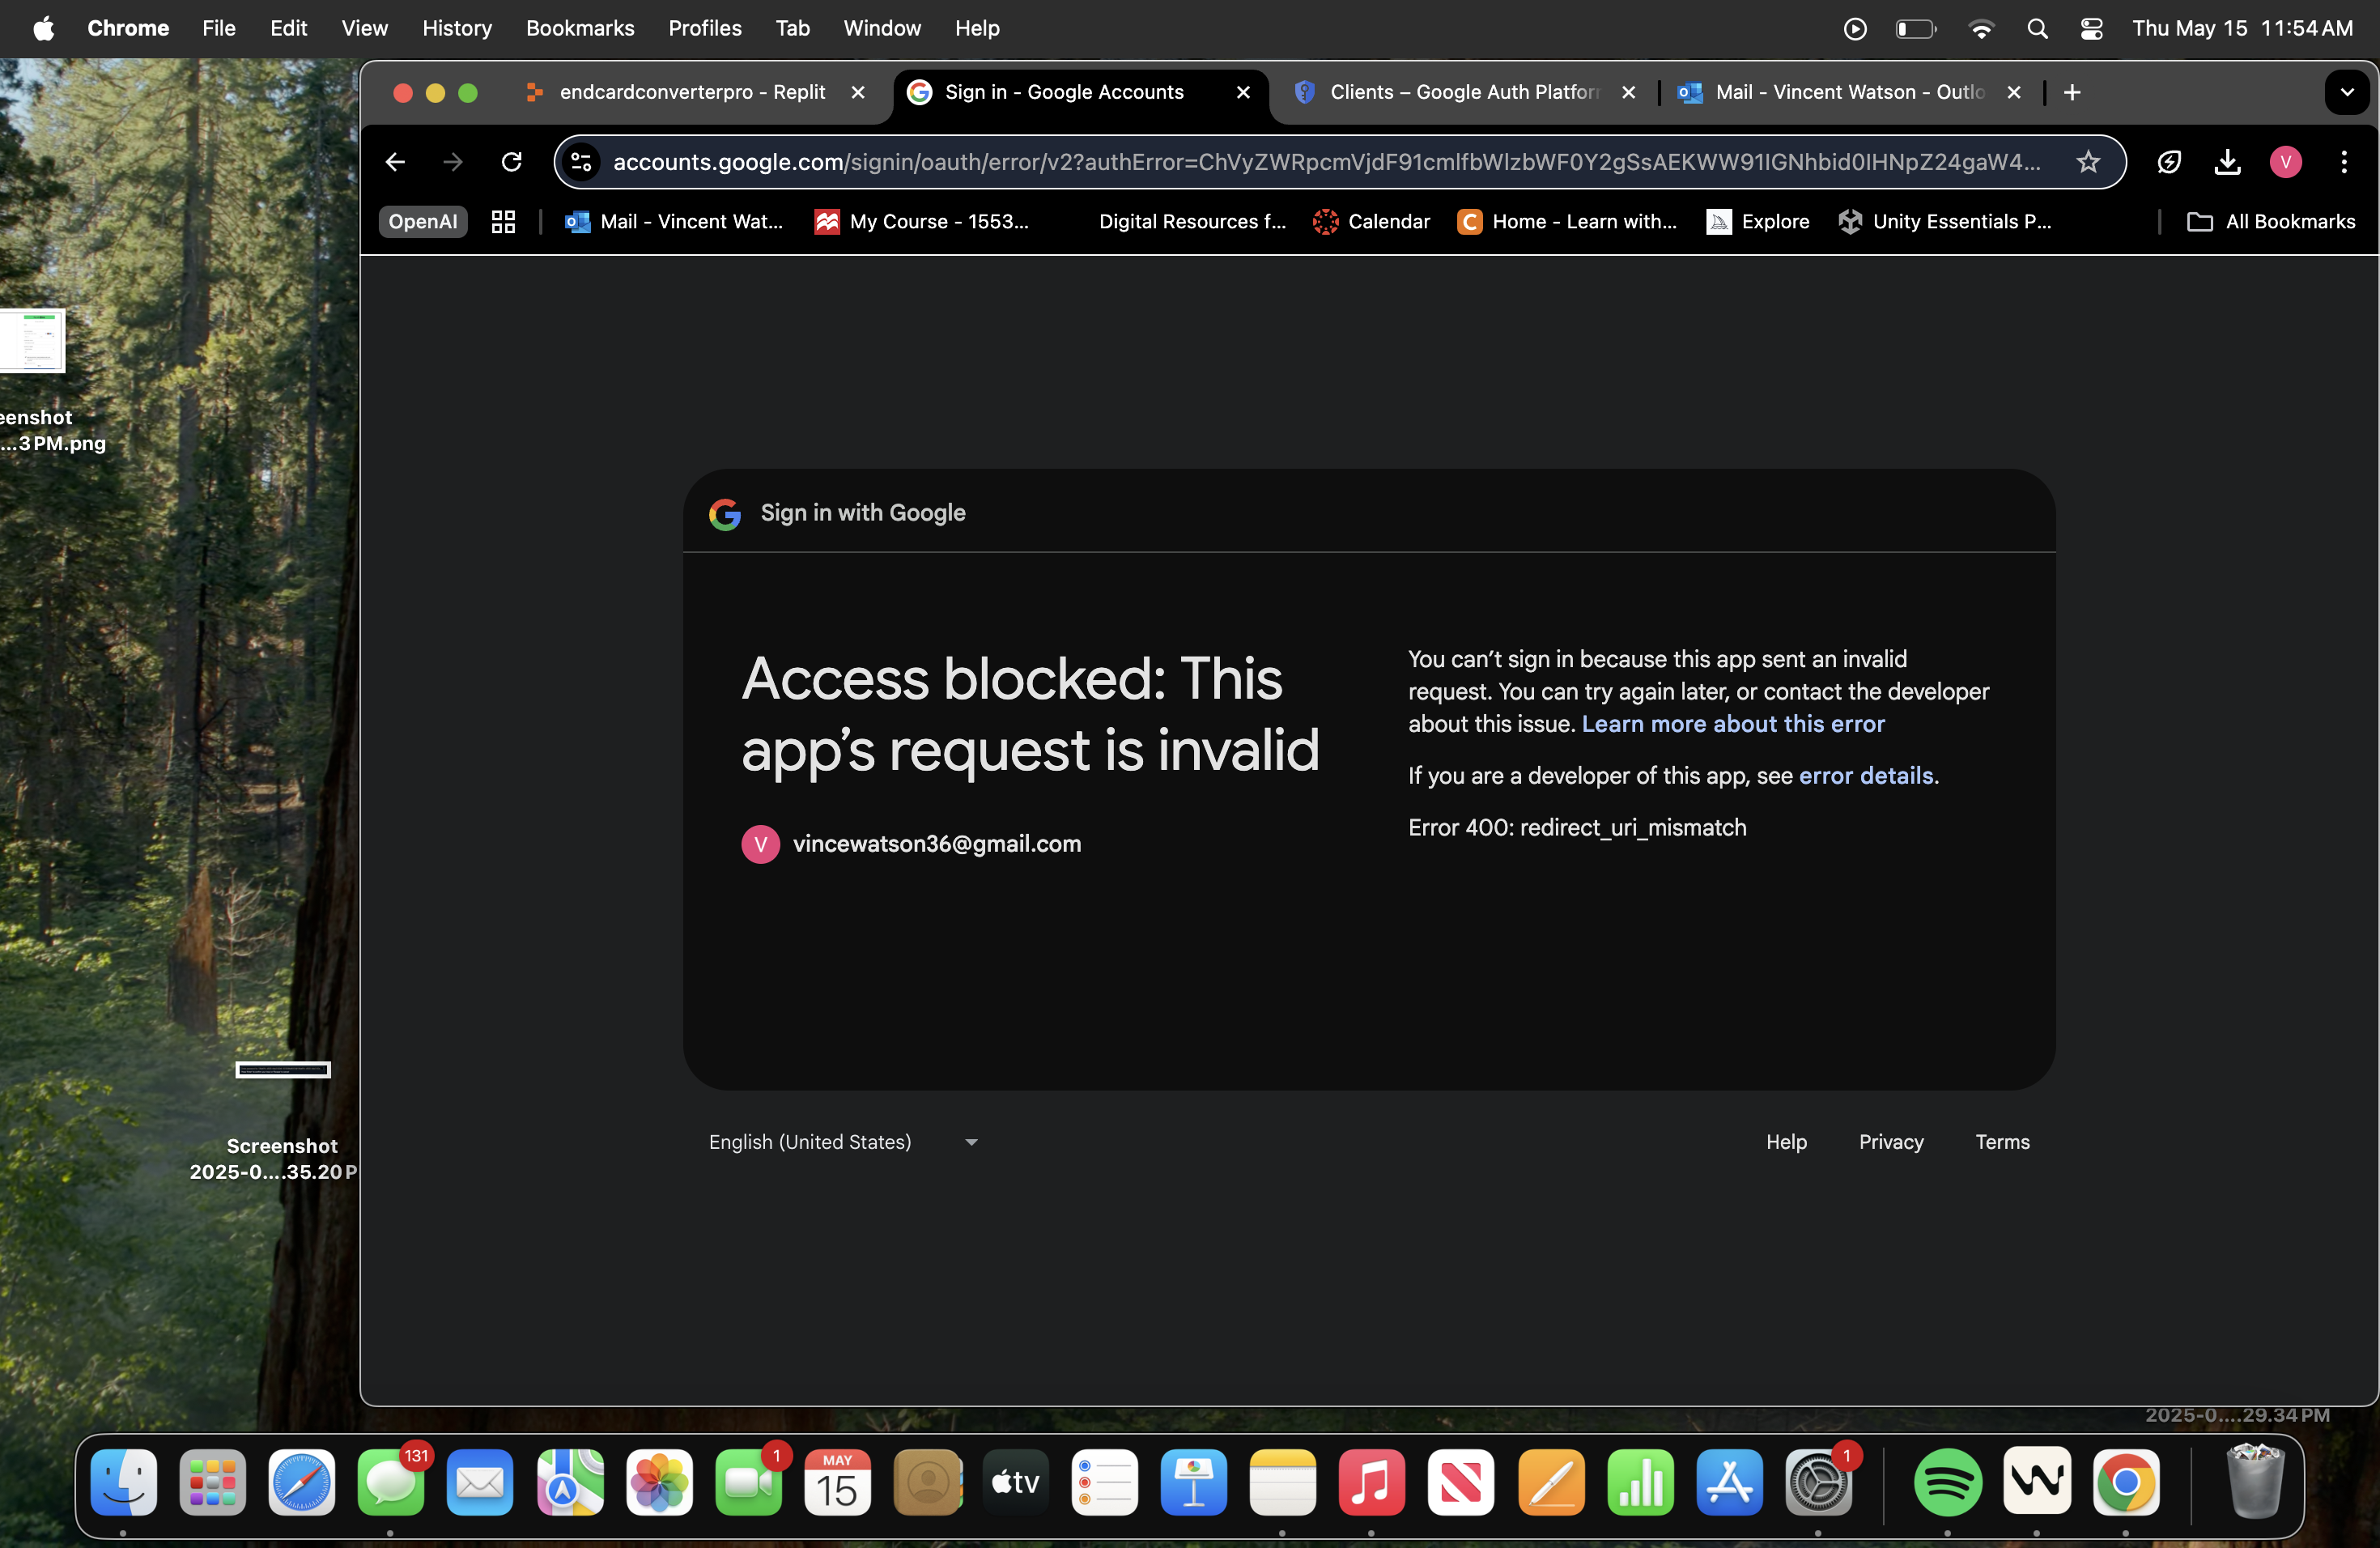 Chrome File Edit View History Bookmarks Profiles Tab Window Help Thu May 15 11:54 AM
endcardconverterpro - Replit
Sign in - Google Accounts
Clients – Google Auth Platfor
Mail - Vincent Watson - Outlo
accounts.google.com/signin/oauth/error/v2?authError=ChVyZWRpcmVjdF91cmlfbWlzbWF0Y2gSsAEKWW91IGNhbid0IHNpZ24gaW4...
V
OpenAI
Mail - Vincent Wat...
My Course - 1553...
Digital Resources f...
Calendar
Home - Learn with...
Explore
Unity Essentials P...
All Bookmarks
eenshot
...3 PM.png
Sign in with Google
Access blocked: This
app's request is invalid
V vincewatson36@gmail.com
You can't sign in because this app sent an invalid
request. You can try again later, or contact the developer
about this issue. Learn more about this error
If you are a developer of this app, see error details.
Error 400: redirect_uri_mismatch
Screenshot
2025-0....35.20 P
English (United States)
Help Privacy Terms
2025-0....29.34 PM
131
1
MAY
15
tv
1